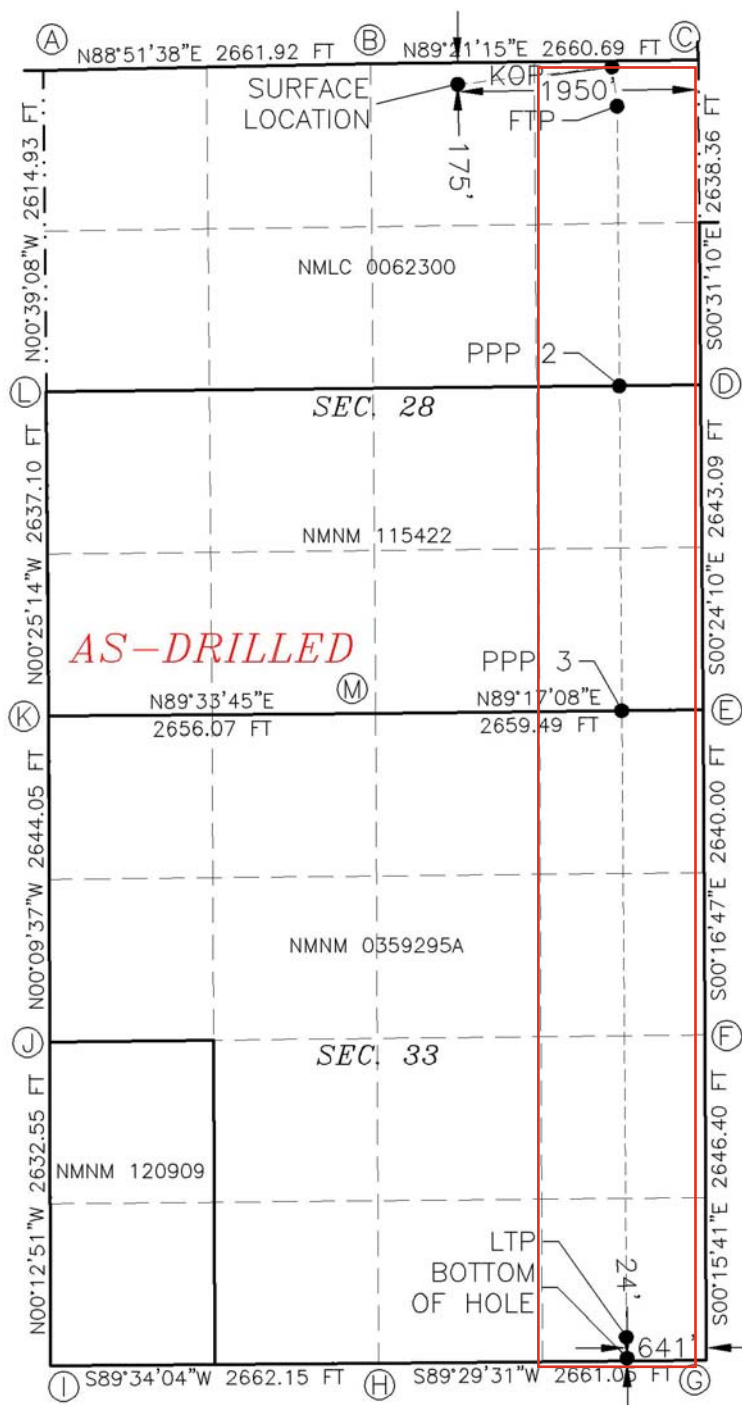 A
N88°51'38"E 2661.92 FT
B
N89°21'15"E 2660.69 FT
C
SURFACE
LOCATION
KOP
1950'
FTP
175'
N00°39'08"W 2614.93 FT
S00°31'10"E 2638.36 FT
NMLC 0062300
PPP 2
L
D
SEC. 28
N00°25'14"W 2637.10 FT
S00°24'10"E 2643.09 FT
NMNM 115422
AS-DRILLED
PPP 3
M
N89°33'45"E
2656.07 FT
N89°17'08"E
2659.49 FT
K
E
N00°09'37"W 2644.05 FT
S00°16'47"E 2640.00 FT
NMNM 0359295A
J
F
SEC. 33
N00°12'51"W 2632.55 FT
S00°15'41"E 2646.40 FT
NMNM 120909
LTP
BOTTOM
OF HOLE
24'
641'
I
S89°34'04"W 2662.15 FT
H
S89°29'31"W 2661.05 FT
G